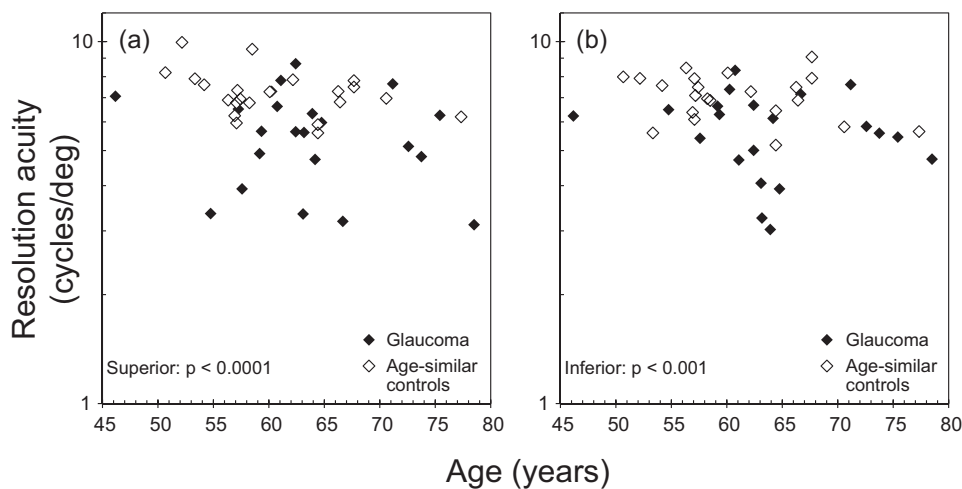 Resolution acuity
(cycles/deg)
10
1
(a)
Glaucoma
Age-similar
controls
Superior: p < 0.0001
45 50 55 60 65 70 75 80
10
1
(b)
Glaucoma
Age-similar
controls
Inferior: p < 0.001
45 50 55 60 65 70 75 80
Age (years)